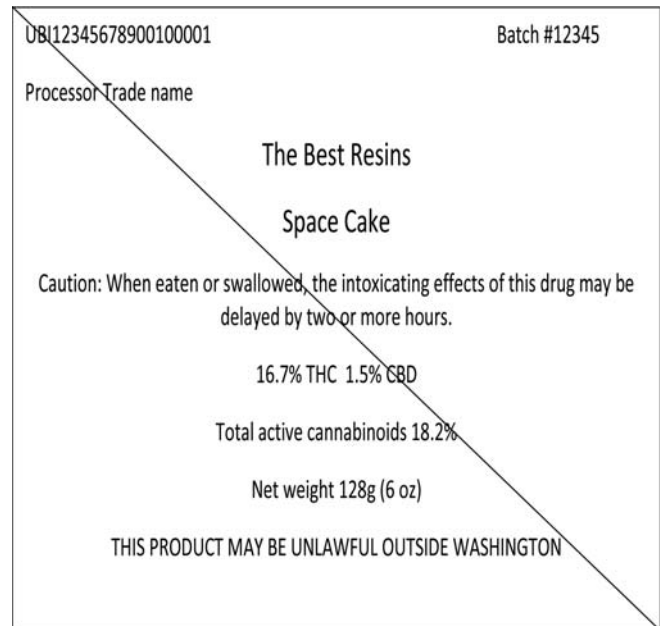 UBI12345678900100001 Batch #12345
Processor Trade name
The Best Resins
Space Cake
Caution: When eaten or swallowed, the intoxicating effects of this drug may be
delayed by two or more hours.
16.7% THC 1.5% CBD
Total active cannabinoids 18.2%
Net weight 128g (6 oz)
THIS PRODUCT MAY BE UNLAWFUL OUTSIDE WASHINGTON